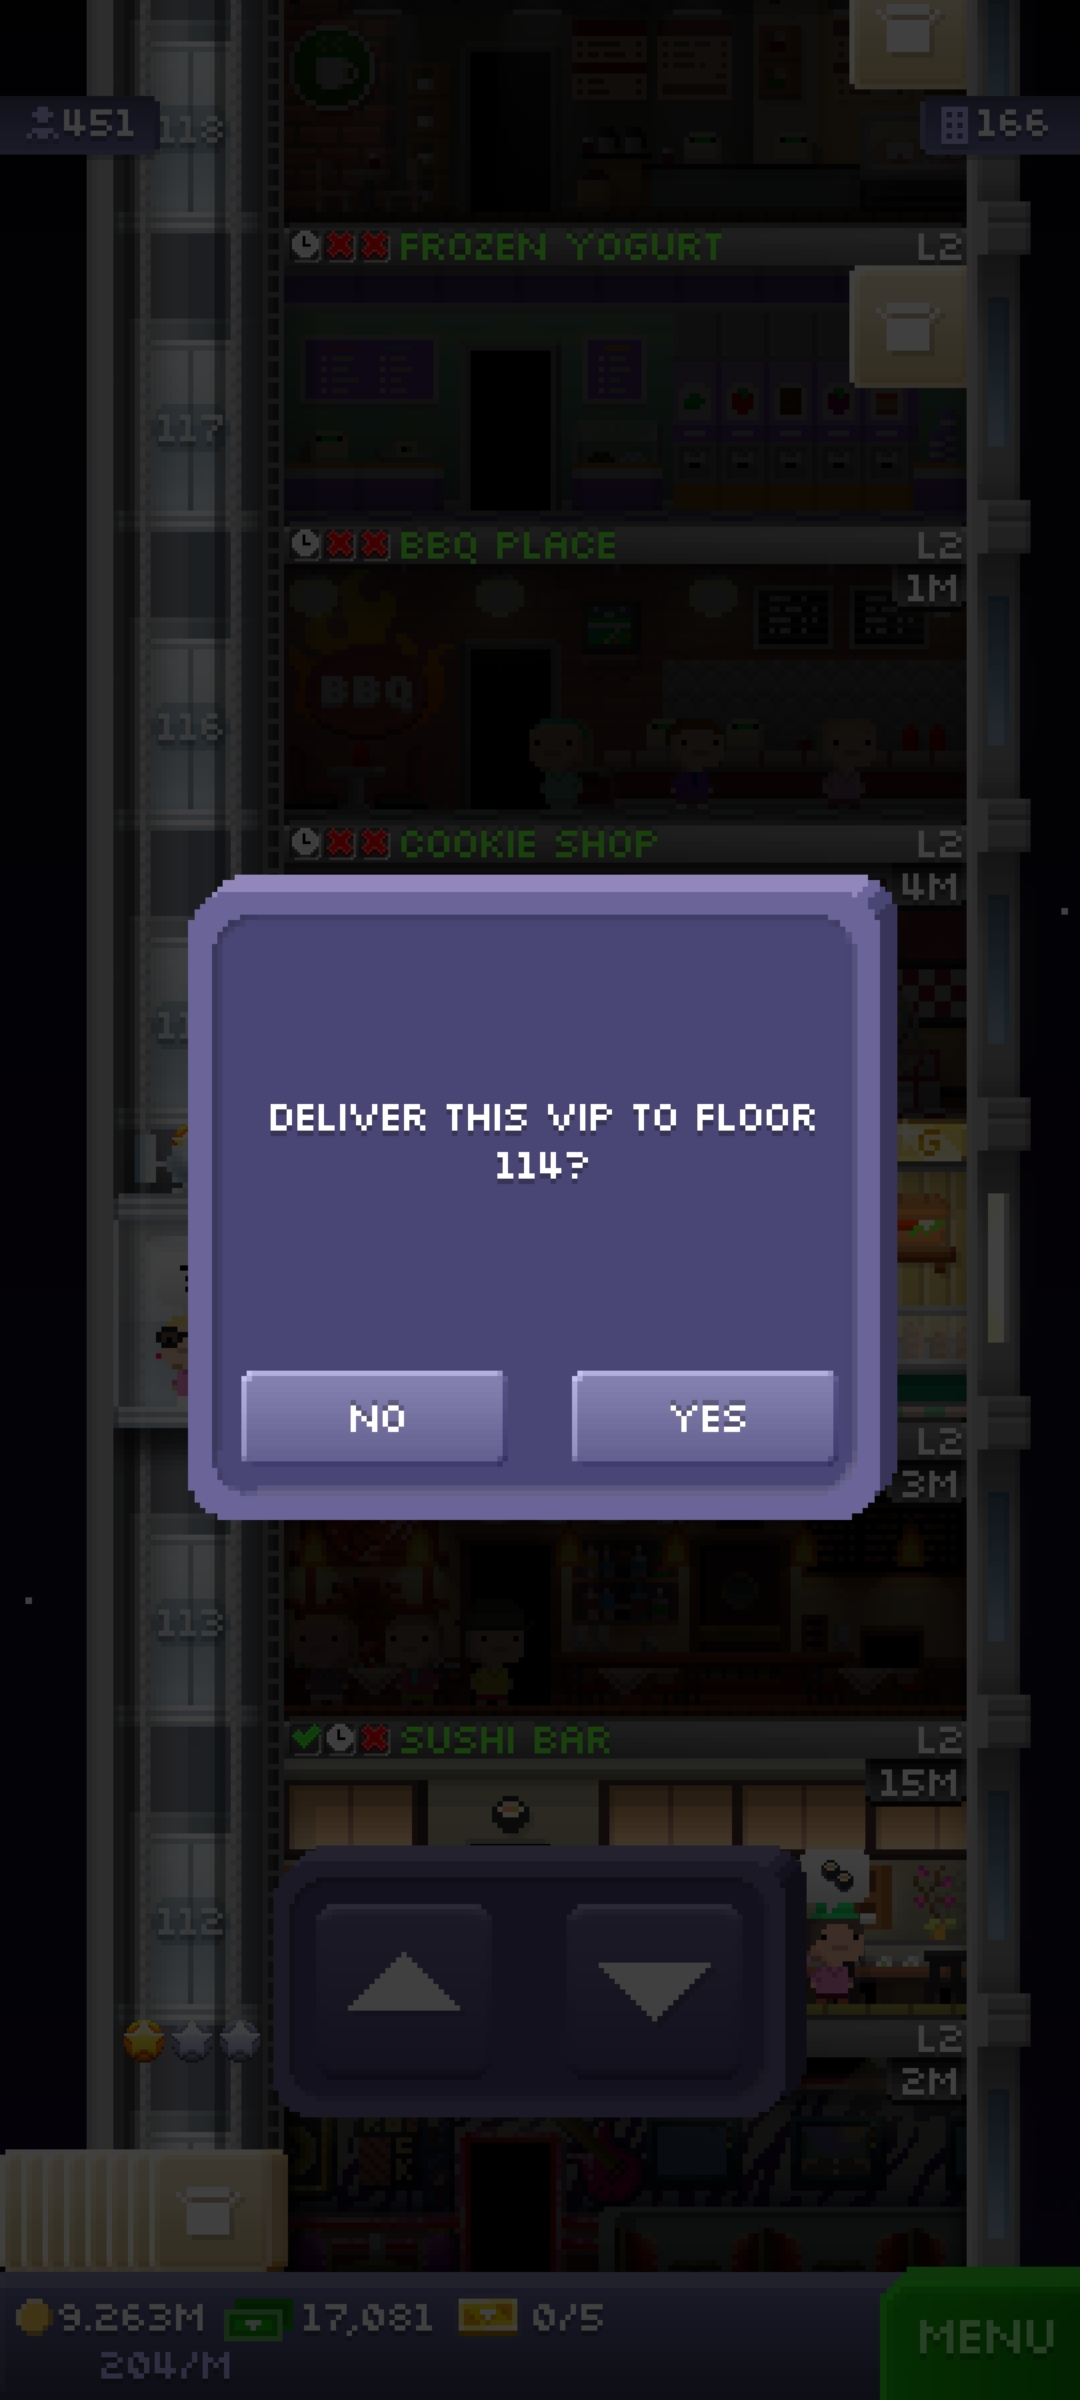 451
118
166
FROZEN YOGURT L2
117
BBQ PLACE L2
1M
BBQ
116
COOKIE SHOP L2
4M
DELIVER THIS VIP TO FLOOR
114?
NO YES
L2
3M
113
SUSHI BAR L2
15M
112
L2
2M
9.263M 17,081 0/5
204/M
MENU